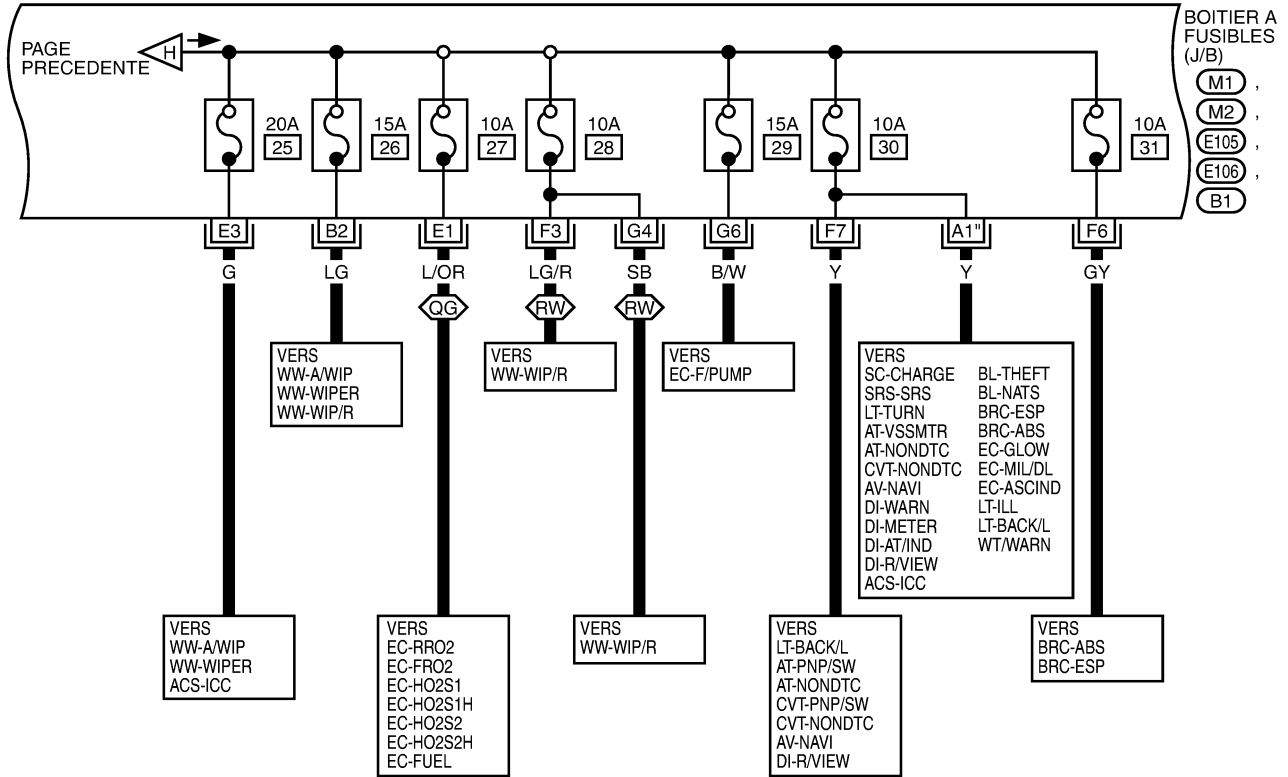 PAGE
PRECEDENTE
H
BOITIER A
FUSIBLES
(J/B)
M1 ,
M2 ,
E105 ,
E106 ,
B1
20A
25
15A
26
10A
27
10A
28
15A
29
10A
30
10A
31
E3
B2
E1
F3
G4
G6
F7
A1"
F6
G
LG
L/OR
LG/R
SB
B/W
Y
Y
GY
QG
RW
RW
VERS
WW-A/WIP
WW-WIPER
WW-WIP/R
VERS
WW-WIP/R
VERS
EC-F/PUMP
VERS
SC-CHARGE
SRS-SRS
LT-TURN
AT-VSSMTR
AT-NONDTC
CVT-NONDTC
AV-NAVI
DI-WARN
DI-METER
DI-AT/IND
DI-R/VIEW
ACS-ICC
BL-THEFT
BL-NATS
BRC-ESP
BRC-ABS
EC-GLOW
EC-MIL/DL
EC-ASCIND
LT-ILL
LT-BACK/L
WT/WARN
VERS
WW-A/WIP
WW-WIPER
ACS-ICC
VERS
EC-RRO2
EC-FRO2
EC-HO2S1
EC-HO2S1H
EC-HO2S2
EC-HO2S2H
EC-FUEL
VERS
WW-WIP/R
VERS
LT-BACK/L
AT-PNP/SW
AT-NONDTC
CVT-PNP/SW
CVT-NONDTC
AV-NAVI
DI-R/VIEW
VERS
BRC-ABS
BRC-ESP